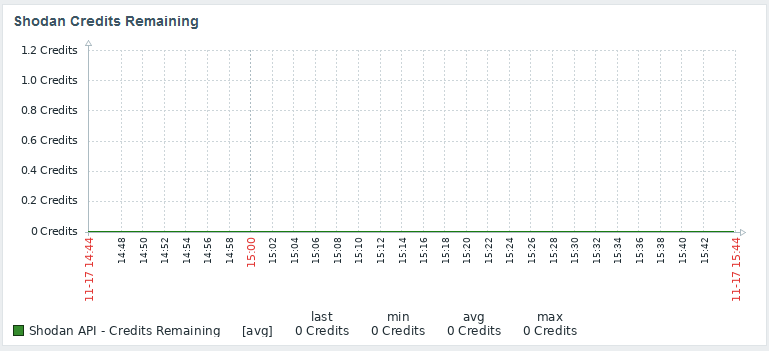 Shodan Credits Remaining
1.2 Credits
1.0 Credits
0.8 Credits
0.6 Credits
0.4 Credits
0.2 Credits
0 Credits
11-17 14:44 14:48 14:50 14:52 14:54 14:56 14:58 15:00 15:02 15:04 15:06 15:08 15:10 15:12 15:14 15:16 15:18 15:20 15:22 15:24 15:26 15:28 15:30 15:32 15:34 15:36 15:38 15:40 15:42 11-17 15:44
last min avg max
Shodan API - Credits Remaining [avg] 0 Credits 0 Credits 0 Credits 0 Credits